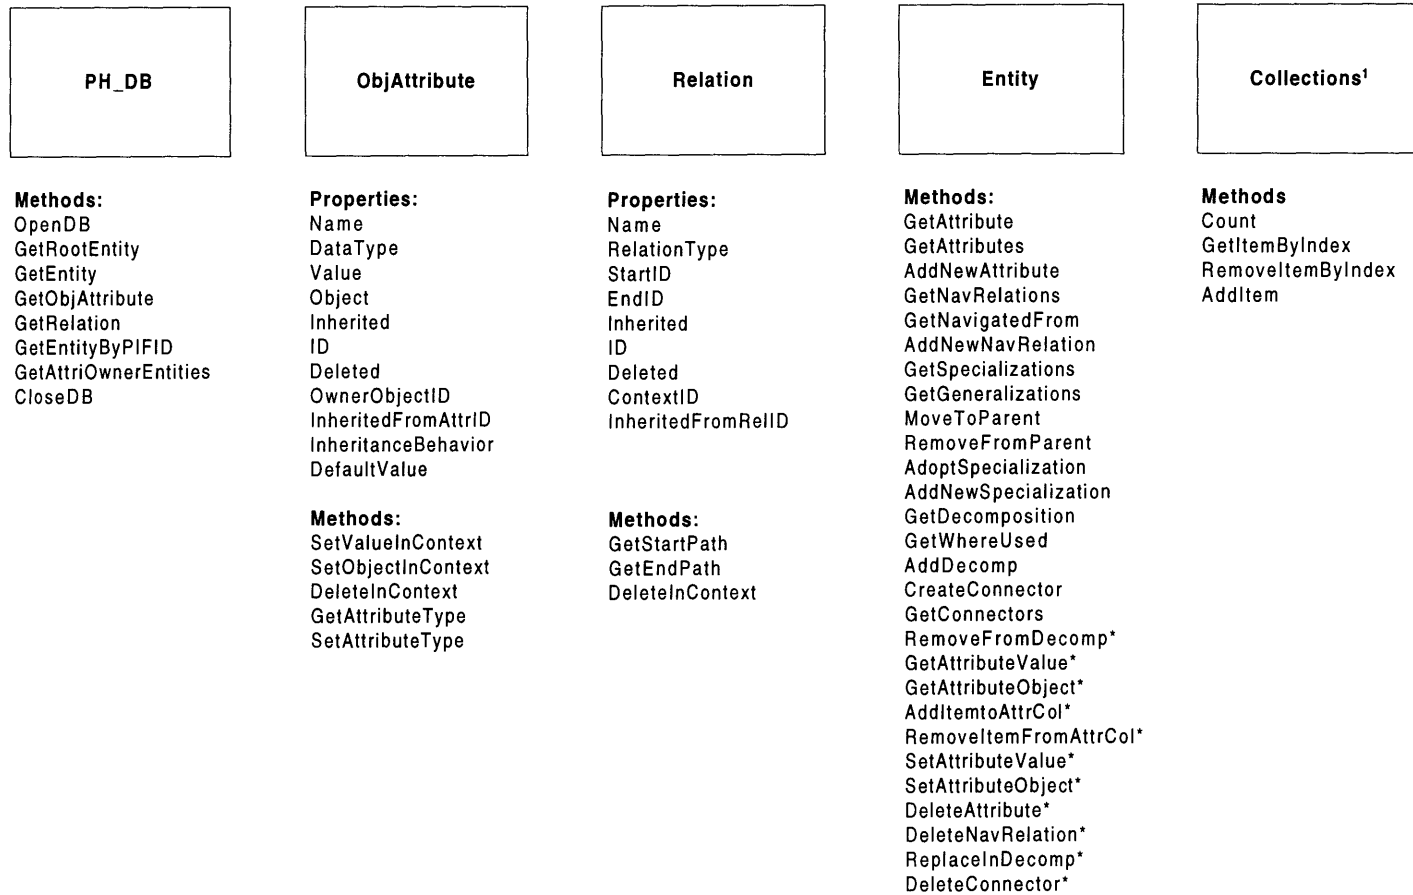 PH_DB
Methods:
OpenDB
GetRootEntity
GetEntity
GetObjAttribute
GetRelation
GetEntityByPIFID
GetAttriOwnerEntities
CloseDB
ObjAttribute
Properties:
Name
DataType
Value
Object
Inherited
ID
Deleted
OwnerObjectID
InheritedFromAttrID
InheritanceBehavior
DefaultValue
Methods:
SetValueInContext
SetObjectInContext
DeleteInContext
GetAttributeType
SetAttributeType
Relation
Properties:
Name
RelationType
StartID
EndID
Inherited
ID
Deleted
ContextID
InheritedFromRelID
Methods:
GetStartPath
GetEndPath
DeleteInContext
Entity
Methods:
GetAttribute
GetAttributes
AddNewAttribute
GetNavRelations
GetNavigatedFrom
AddNewNavRelation
GetSpecializations
GetGeneralizations
MoveToParent
RemoveFromParent
AdoptSpecialization
AddNewSpecialization
GetDecomposition
GetWhereUsed
AddDecomp
CreateConnector
GetConnectors
RemoveFromDecomp*
GetAttributeValue*
GetAttributeObject*
AddItemtoAttrCol*
RemoveItemFromAttrCol*
SetAttributeValue*
SetAttributeObject*
DeleteAttribute*
DeleteNavRelation*
ReplaceInDecomp*
DeleteConnector*
Collections¹
Methods
Count
GetItemByIndex
RemoveItemByIndex
AddItem